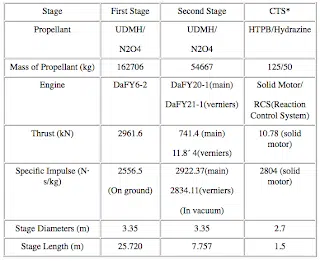 Stage First Stage Second Stage CTS*
Propellant UDMH/ UDMH/ HTPB/Hydrazine
N2O4 N2O4
Mass of Propellant (kg) 162706 54667 125/50
Engine DaFY6-2 DaFY20-1(main) Solid Motor/
DaFY21-1(verniers) RCS(Reaction
Control System)
Thrust (kN) 2961.6 741.4 (main) 10.78 (solid
11.8´ 4(verniers) motor)
Specific Impulse (N- 2556.5 2922.37(main) 2804 (solid
s/kg) (On ground) 2834.11(verniers) motor)
(In vacuum)
Stage Diameters (m) 3.35 3.35 2.7
Stage Length (m) 25.720 7.757 1.5